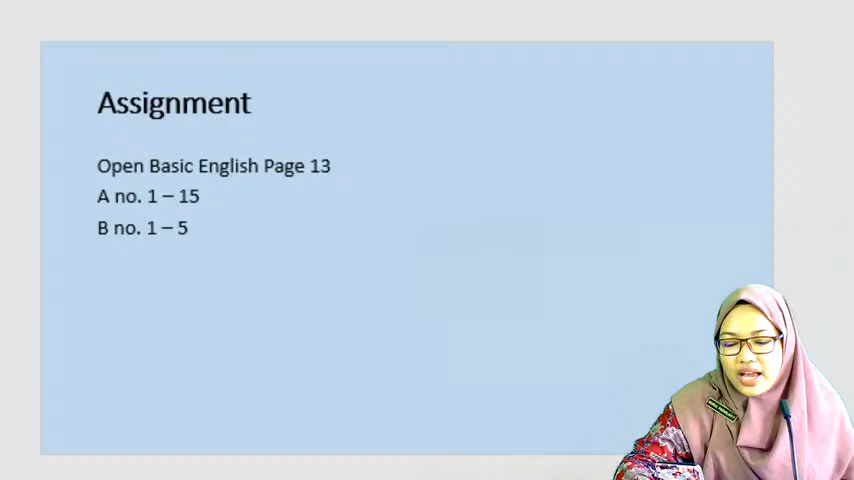 Assignment
Open Basic English Page 13
A no. 1 – 15
B no. 1 – 5